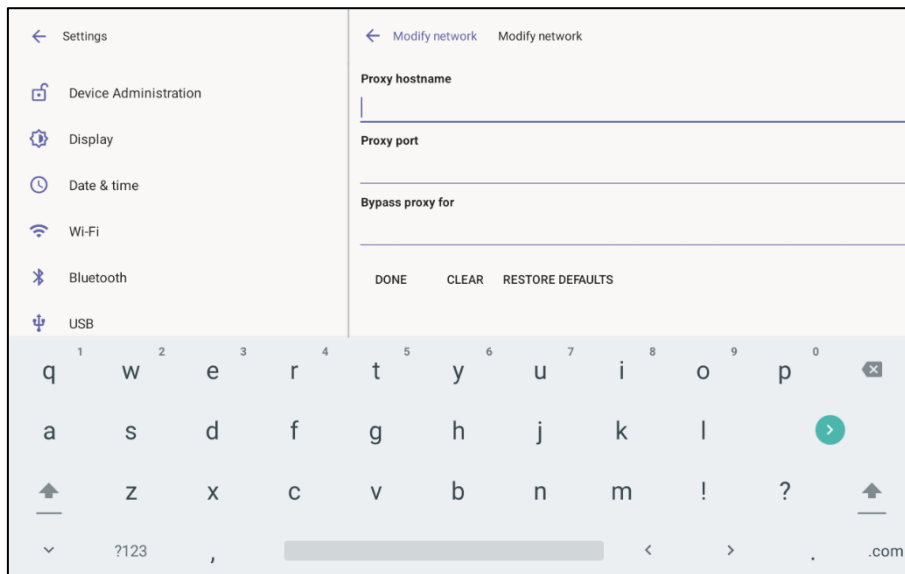 Settings
Device Administration
Display
Date & time
Wi-Fi
Bluetooth
USB
Modify network Modify network
Proxy hostname
Proxy port
Bypass proxy for
DONE CLEAR RESTORE DEFAULTS
1 2 3 4 5 6 7 8 9 0
q w e r t y u i o p
a s d f g h j k l
z x c v b n m ! ?
?123 , . .com